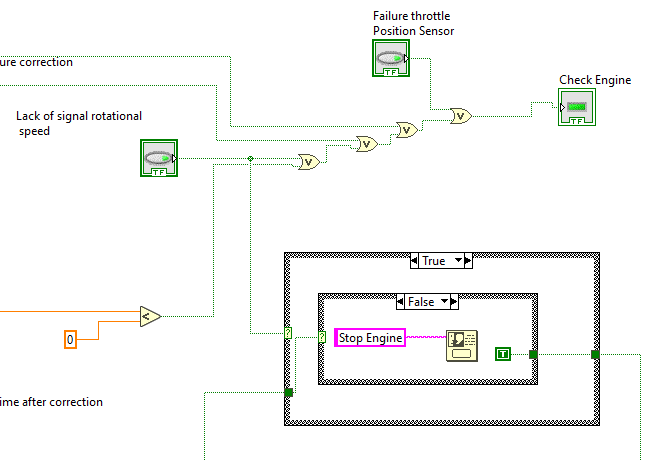 Failure throttle
Position Sensor
ure correction
Check Engine
TF
TF
Lack of signal rotational
speed
TF
V
V
V
V
True
False
<
0
?
?
Stop Engine
T
ime after correction